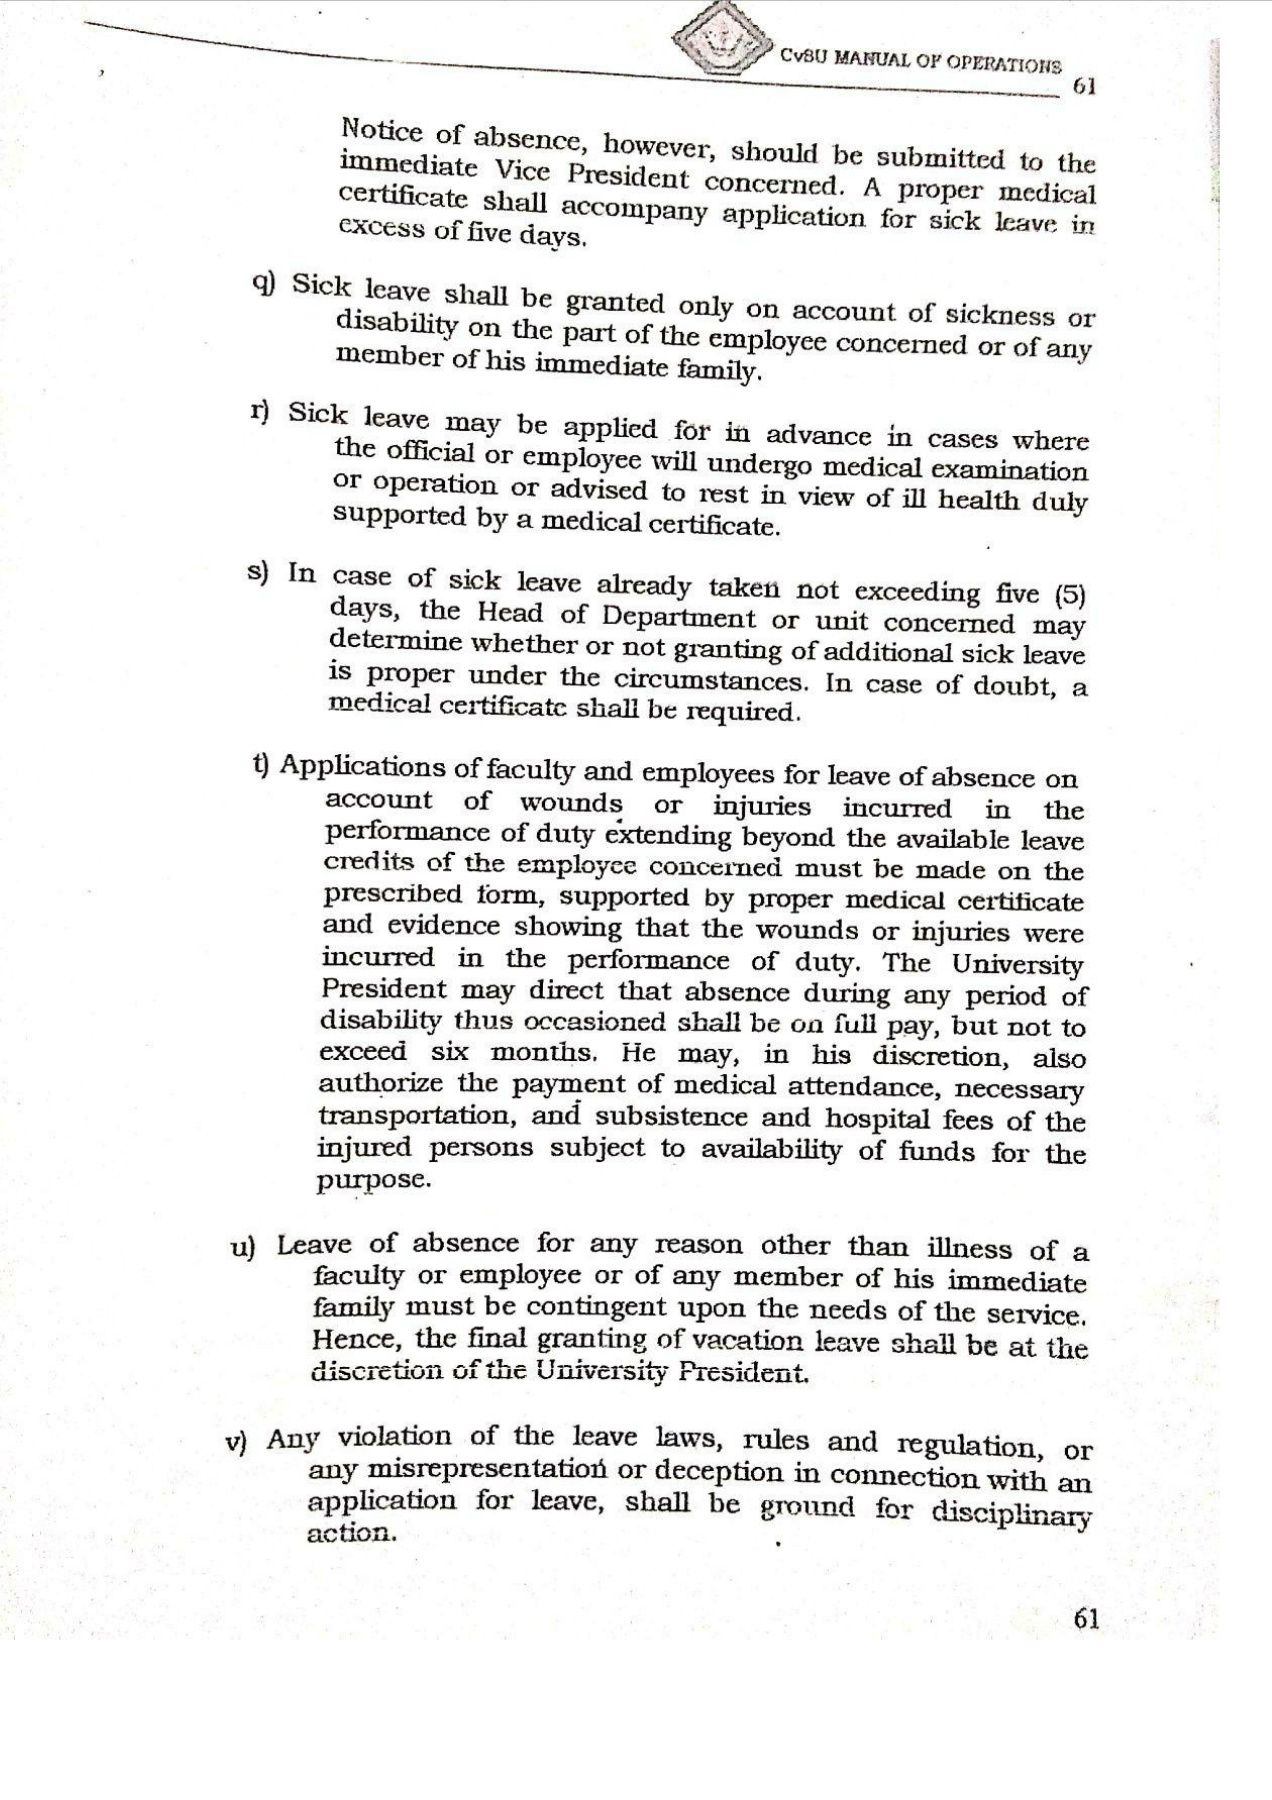 CvSU MANUAL OF OPERATIONS
61
Notice of absence, however, should be submitted to the
immediate Vice President concerned. A proper medical
certificate shall accompany application for sick leave in
excess of five days.
q) Sick leave shall be granted only on account of sickness or
disability on the part of the employee concerned or of any
member of his immediate family.
r) Sick leave may be applied for in advance in cases where
the official or employee will undergo medical examination
or operation or advised to rest in view of ill health duly
supported by a medical certificate.
s) In case of sick leave already taken not exceeding five (5)
days, the Head of Department or unit concerned may
determine whether or not granting of additional sick leave
is proper under the circumstances. In case of doubt, a
medical certificate shall be required.
t) Applications of faculty and employees for leave of absence on
account of wounds or injuries incurred in the
performance of duty extending beyond the available leave
credits of the employee concerned must be made on the
prescribed form, supported by proper medical certificate
and evidence showing that the wounds or injuries were
incurred in the performance of duty. The University
President may direct that absence during any period of
disability thus occasioned shall be on full pay, but not to
exceed six months. He may, in his discretion, also
authorize the payment of medical attendance, necessary
transportation, and subsistence and hospital fees of the
injured persons subject to availability of funds for the
purpose.
u) Leave of absence for any reason other than illness of a
faculty or employee or of any member of his immediate
family must be contingent upon the needs of the service.
Hence, the final granting of vacation leave shall be at the
discretion of the University President.
v) Any violation of the leave laws, rules and regulation, or
any misrepresentation or deception in connection with an
application for leave, shall be ground for disciplinary
action.
61